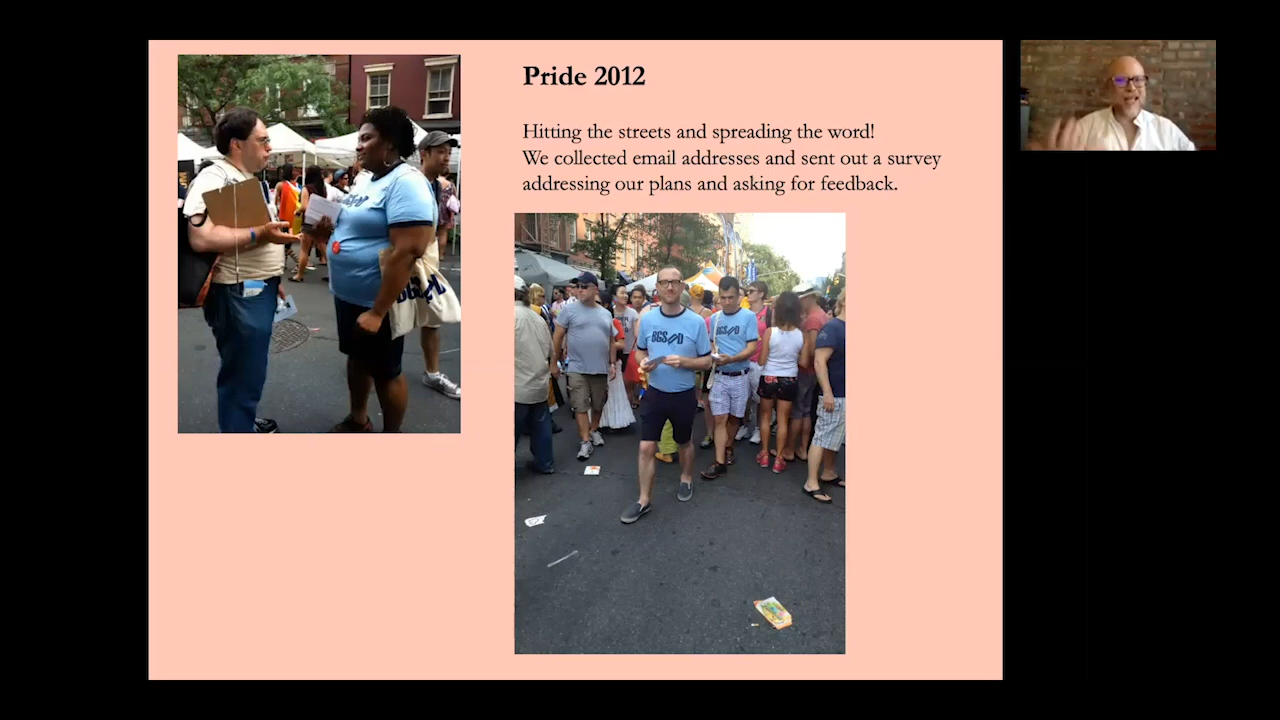 Pride 2012
Hitting the streets and spreading the word!
We collected email addresses and sent out a survey
addressing our plans and asking for feedback.